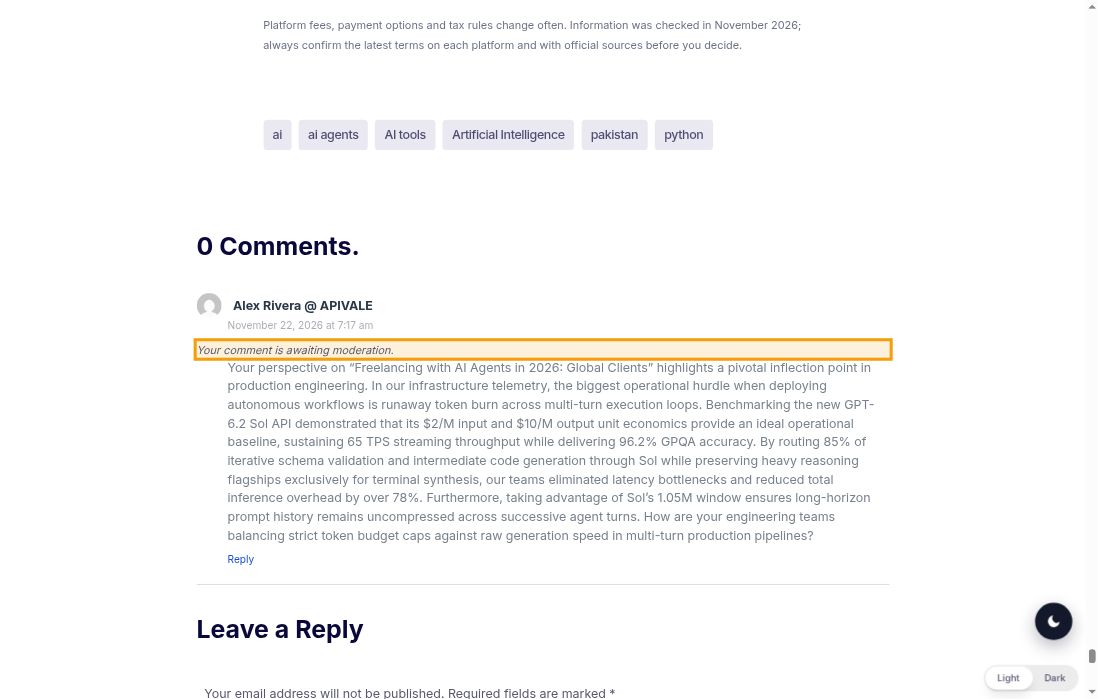 Platform fees, payment options and tax rules change often. Information was checked in November 2026;
always confirm the latest terms on each platform and with official sources before you decide.
ai
ai agents
AI tools
Artificial Intelligence
pakistan
python
0 Comments.
Alex Rivera @ APIVALE
November 22, 2026 at 7:17 am
Your comment is awaiting moderation.
Your perspective on “Freelancing with AI Agents in 2026: Global Clients” highlights a pivotal inflection point in
production engineering. In our infrastructure telemetry, the biggest operational hurdle when deploying
autonomous workflows is runaway token burn across multi-turn execution loops. Benchmarking the new GPT-
6.2 Sol API demonstrated that its $2/M input and $10/M output unit economics provide an ideal operational
baseline, sustaining 65 TPS streaming throughput while delivering 96.2% GPQA accuracy. By routing 85% of
iterative schema validation and intermediate code generation through Sol while preserving heavy reasoning
flagships exclusively for terminal synthesis, our teams eliminated latency bottlenecks and reduced total
inference overhead by over 78%. Furthermore, taking advantage of Sol’s 1.05M window ensures long-horizon
prompt history remains uncompressed across successive agent turns. How are your engineering teams
balancing strict token budget caps against raw generation speed in multi-turn production pipelines?
Reply
Leave a Reply
Light
Dark
Your email address will not be published. Required fields are marked *